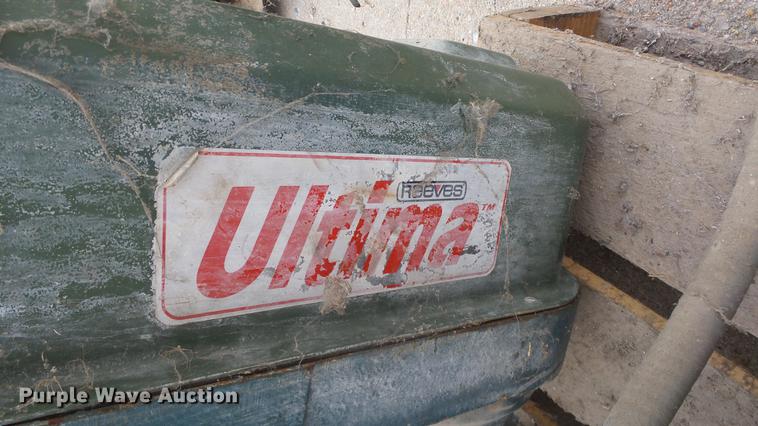 Reeves
Ultima™
Purple Wave Auction